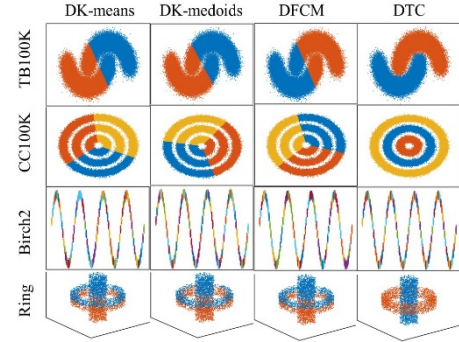 DK-means DK-medoids DFCM DTC
TB100K
CC100K
Birch2
Ring